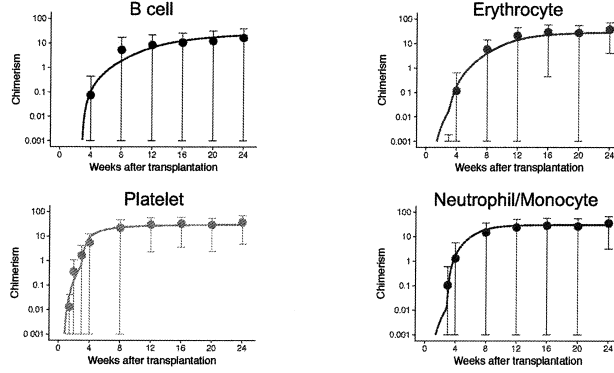 B cell
Chimerism
100
10
1
0.1
0.01
0.001
0 4 8 12 16 20 24
Weeks after transplantation
Erythrocyte
Chimerism
100
10
1
0.1
0.01
0.001
0 4 8 12 16 20 24
Weeks after transplantation
Platelet
Chimerism
100
10
1
0.1
0.01
0 001
0 4 8 12 16 20 24
Weeks after transplantation
Neutrophil/Monocyte
Chimerism
100
10
1
0.1
0.01
0.001
0 4 8 12 16 20 24
Weeks after transplantation